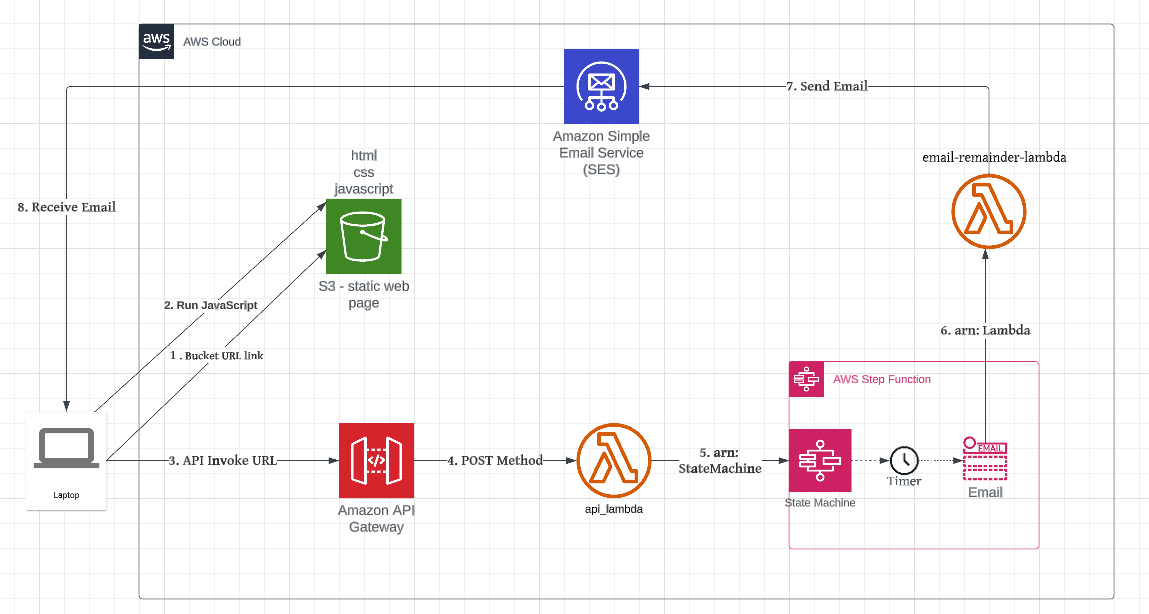 aws
AWS Cloud
7. Send Email
Amazon Simple
Email Service
(SES)
html
css
javascript
email-remainder-lambda
8. Receive Email
S3 - static web
page
2. Run JavaScript
1 . Bucket URL link
6. arn: Lambda
AWS Step Function
3. API Invoke URL
</>
4. POST Method
5. arn:
StateMachine
EMAIL
Timer
Email
Laptop
State Machine
Amazon API
Gateway
api_lambda